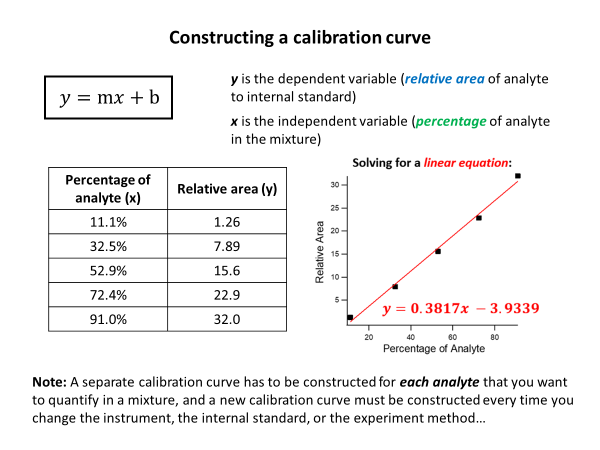 Constructing a calibration curve
y = mx + b
y is the dependent variable (relative area of analyte
to internal standard)
x is the independent variable (percentage of analyte
in the mixture)
Percentage of
analyte (x)
Relative area (y)
11.1% 1.26
32.5% 7.89
52.9% 15.6
72.4% 22.9
91.0% 32.0
Solving for a linear equation:
30
25
20
15
10
5
Relative Area
y = 0.3817x − 3.9339
20 40 60 80
Percentage of Analyte
Note: A separate calibration curve has to be constructed for each analyte that you want
to quantify in a mixture, and a new calibration curve must be constructed every time you
change the instrument, the internal standard, or the experiment method…